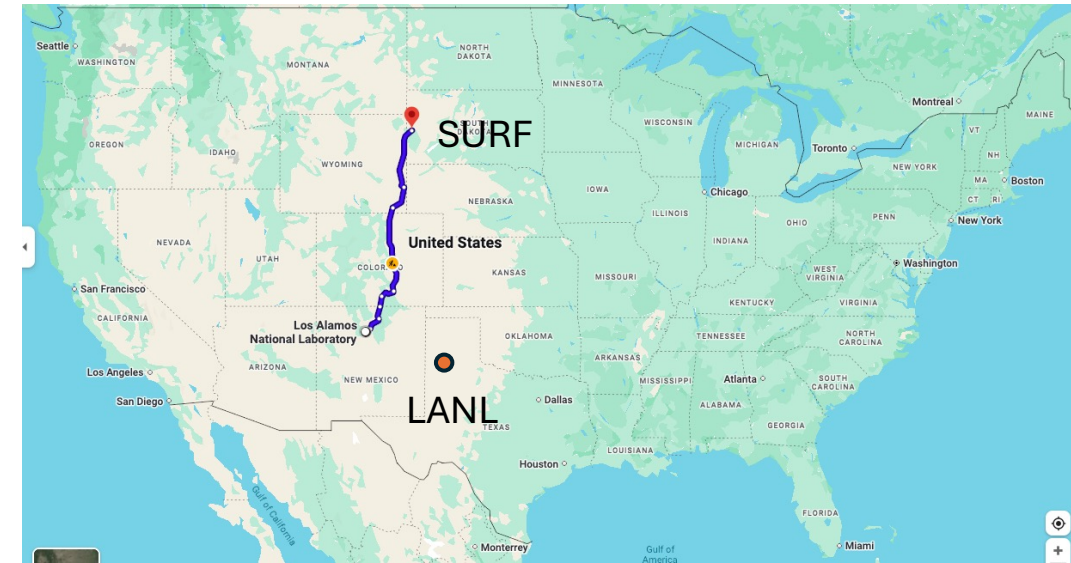 Seattle
WASHINGTON
MONTANA
NORTH
DAKOTA
MINNESOTA
Montreal
MAINE
OREGON
IDAHO
WYOMING
SOUTH
DAKOTA
SURF
WISCONSIN
MICHIGAN
Toronto
VT
NH
NEW YORK
MA
Boston
CT
RI
IOWA
Chicago
NEBRASKA
ILLINOIS
INDIANA
OHIO
PENN
New York
NEVADA
UTAH
United States
COLORADO
KANSAS
MISSOURI
WEST
VIRGINIA
Washington
San Francisco
CALIFORNIA
KENTUCKY
VIRGINIA
Los Alamos
National Laboratory
OKLAHOMA
TENNESSEE
NORTH
CAROLINA
ARKANSAS
Los Angeles
ARIZONA
NEW MEXICO
MISSISSIPPI
Atlanta
SOUTH
CAROLINA
San Diego
LANL
Dallas
ALABAMA
TEXAS
GEORGIA
LOUISIANA
Houston
Gulf of
California
FLORIDA
Monterrey
Gulf of
America
Miami